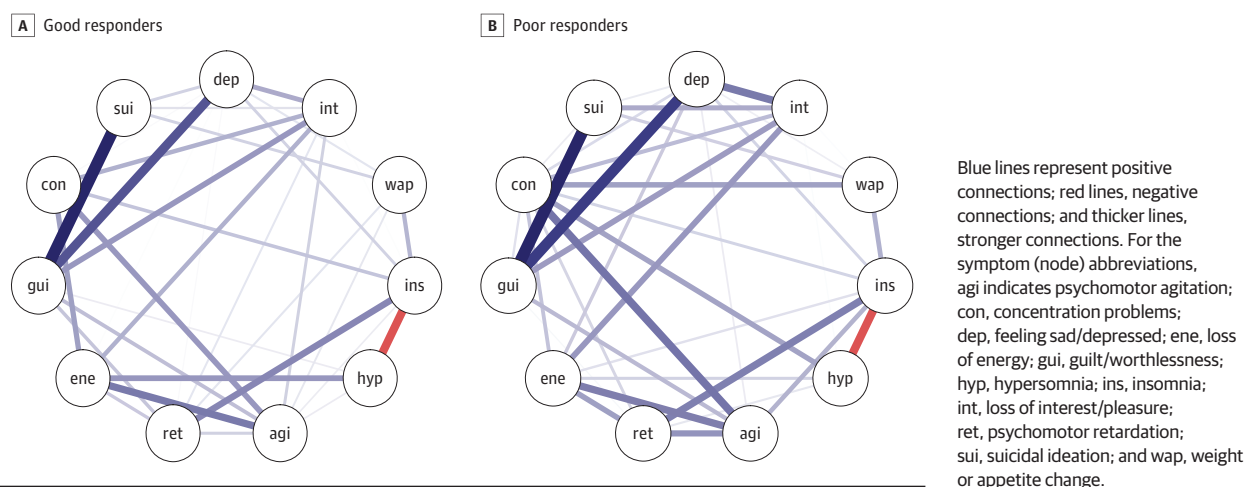 A Good responders
B Poor responders
dep
sui
int
con
wap
gui
ins
ene
hyp
ret
agi
dep
sui
int
con
wap
gui
ins
ene
hyp
ret
agi
Blue lines represent positive
connections; red lines, negative
connections; and thicker lines,
stronger connections. For the
symptom (node) abbreviations,
agi indicates psychomotor agitation;
con, concentration problems;
dep, feeling sad/depressed; ene, loss
of energy; gui, guilt/worthlessness;
hyp, hypersomnia; ins, insomnia;
int, loss of interest/pleasure;
ret, psychomotor retardation;
sui, suicidal ideation; and wap, weight
or appetite change.